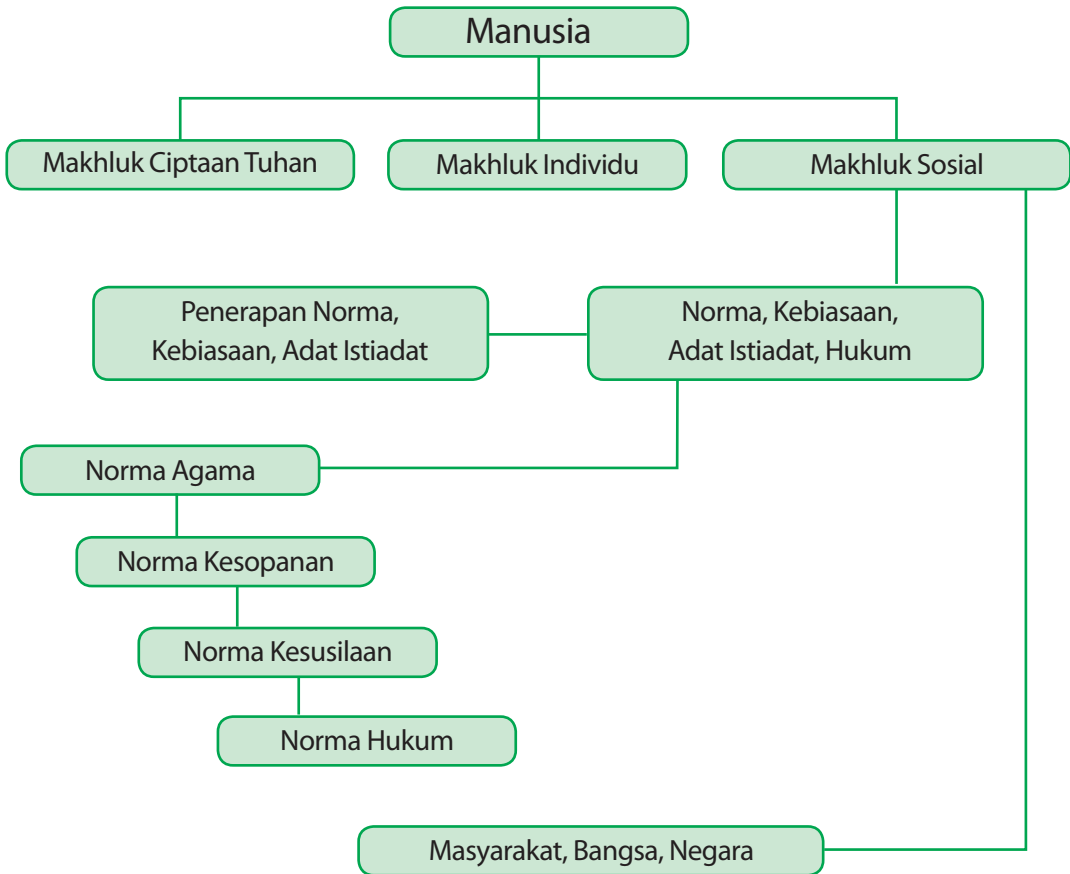 Manusia
Makhluk Ciptaan Tuhan
Makhluk Individu
Makhluk Sosial
Penerapan Norma,
Kebiasaan, Adat Istiadat
Norma, Kebiasaan,
Adat Istiadat, Hukum
Norma Agama
Norma Kesopanan
Norma Kesusilaan
Norma Hukum
Masyarakat, Bangsa, Negara